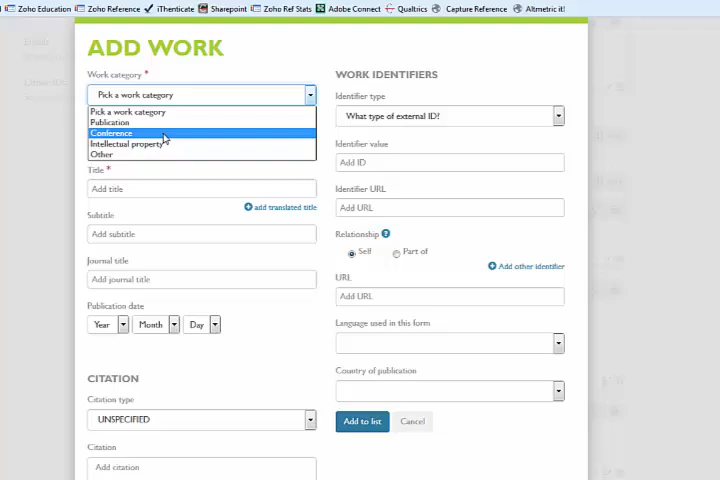 Zoho Education Zoho Reference iThenticate Sharepoint Zoho Ref Stats Adobe Connect Qualtrics Capture Reference Altmetric it!
ADD WORK
Work category *
Pick a work category
Pick a work category
Publication
Conference
Intellectual property
Other
Title *
Add title
add translated title
Subtitle
Add subtitle
Journal title
Add journal title
Publication date
Year Month Day
CITATION
Citation type
UNSPECIFIED
Citation
Add citation
WORK IDENTIFIERS
Identifier type
What type of external ID?
Identifier value
Add ID
Identifier URL
Add URL
Relationship ?
Self Part of
Add other identifier
URL
Add URL
Language used in this form
Country of publication
Add to list Cancel